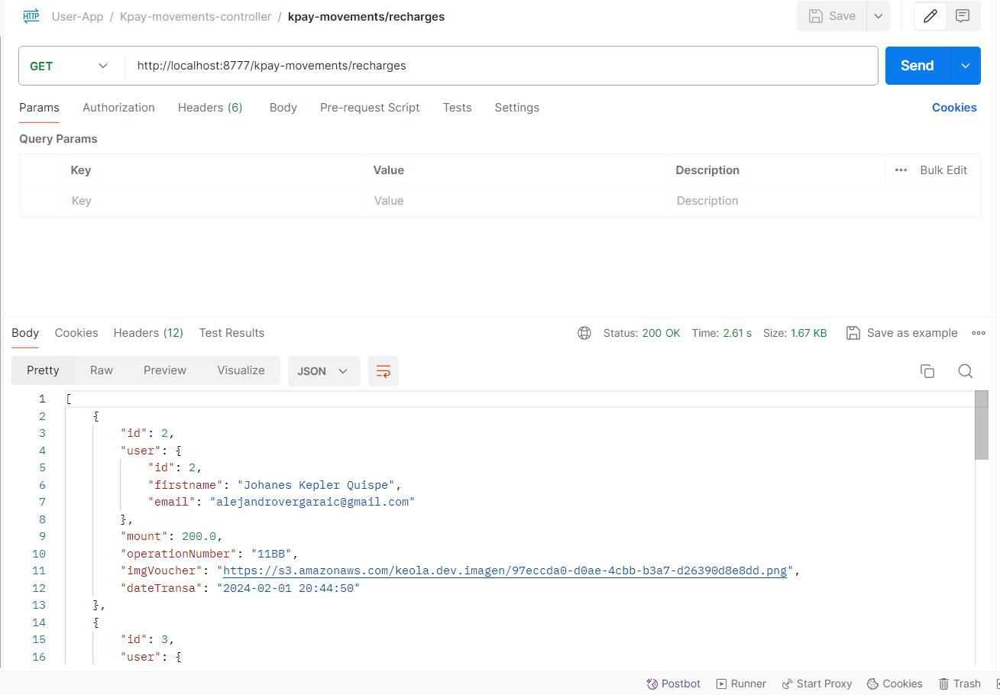 HTTP User-App / Kpay-movements-controller / kpay-movements/recharges Save
GET http://localhost:8777/kpay-movements/recharges Send
Params Authorization Headers (6) Body Pre-request Script Tests Settings Cookies
Query Params
Key Value Description ••• Bulk Edit
Key Value Description
Body Cookies Headers (12) Test Results Status: 200 OK Time: 2.61 s Size: 1.67 KB Save as example
Pretty Raw Preview Visualize JSON
1 [
2 {
3 "id": 2,
4 "user": {
5 "id": 2,
6 "firstname": "Johanes Kepler Quispe",
7 "email": "alejandrovergaraic@gmail.com"
8 },
9 "mount": 200.0,
10 "operationNumber": "11BB",
11 "imgVoucher": "https://s3.amazonaws.com/keola.dev.imagen/97eccda0-d0ae-4cbb-b3a7-d26390d8e8dd.png",
12 "dateTransa": "2024-02-01 20:44:50"
13 },
14 {
15 "id": 3,
16 "user": {
Postbot Runner Start Proxy Cookies Trash